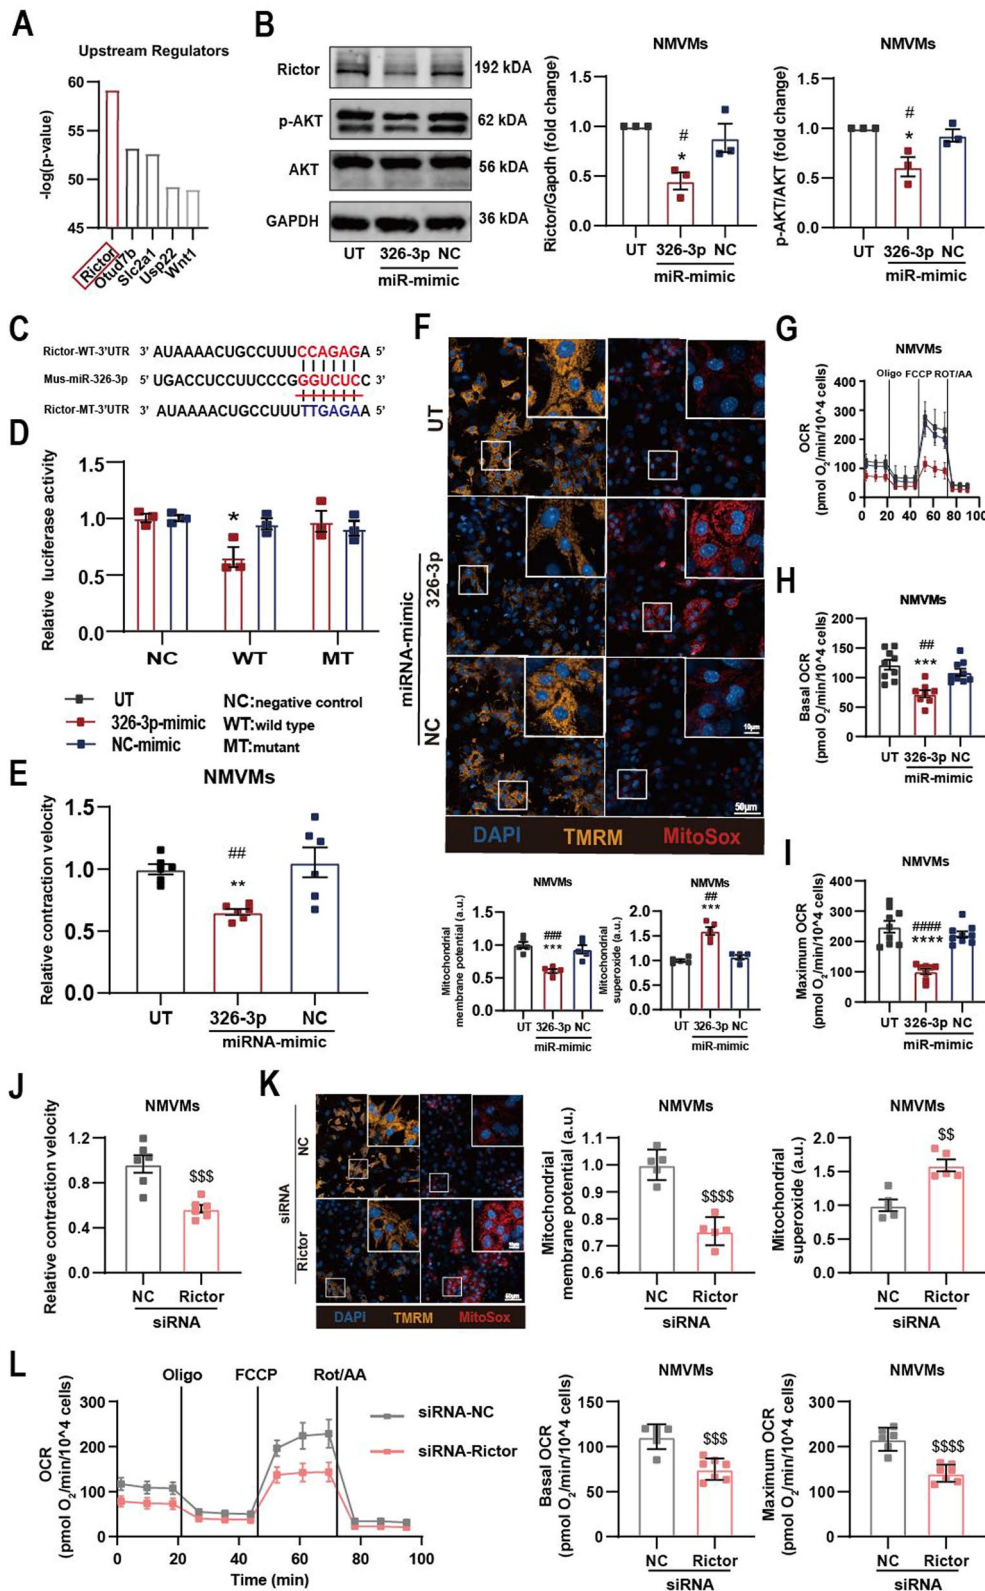 A
Upstream Regulators
-log(p-value)
60
55
50
45
Rictor
Otud7b
Slc2a1
Usp22
Wnt1
B
Rictor
192 kDA
p-AKT
62 kDA
AKT
56 kDA
GAPDH
36 kDA
UT 326-3p NC
miR-mimic
NMVMs
Rictor/Gapdh (fold change)
1.5
1.0
0.5
0.0
#
*
UT 326-3p NC
miR-mimic
NMVMs
p-AKT/AKT (fold change)
1.5
1.0
0.5
0.0
#
*
UT 326-3p NC
miR-mimic
C
Rictor-WT-3'UTR 3' AUAAAACUGCCUUUCCAGAGA 5'
Mus-miR-326-3p 5' UGACCUCCUUCCCGGGUCUCC 3'
Rictor-MT-3'UTR 3' AUAAAACUGCCUUUTTGAGAA 5'
D
Relative luciferase activity
1.5
1.0
0.5
0.0
*
NC WT MT
UT
326-3p-mimic
NC-mimic
NC:negative control
WT:wild type
MT:mutant
E
NMVMs
Relative contraction velocity
1.5
1.0
0.5
0.0
##
**
UT 326-3p NC
miRNA-mimic
F
UT
326-3p
NC
miRNA-mimic
10μm
50μm
DAPI TMRM MitoSox
NMVMs
Mitochondrial
membrane potential (a.u.)
1.5
1.0
0.5
0.0
###
***
UT 326-3p NC
miR-mimic
NMVMs
Mitochondrial
superoxide (a.u.)
2.0
1.5
1.0
0.5
0.0
##
***
UT 326-3p NC
miR-mimic
G
NMVMs
Oligo FCCP ROT/AA
OCR
(pmol O2/min/10^4 cells)
400
300
200
100
0
0 20 40 60 80 100
H
NMVMs
Basal OCR
(pmol O2/min/10^4 cells)
200
150
100
50
0
##
***
UT 326-3p NC
miR-mimic
I
NMVMs
Maximum OCR
(pmol O2/min/10^4 cells)
400
300
200
100
0
####
****
UT 326-3p NC
miR-mimic
J
NMVMs
Relative contraction velocity
1.2
0.8
0.4
0.0
$$$
NC Rictor
siRNA
K
NC
Rictor
siRNA
50μm
DAPI TMRM MitoSox
NMVMs
Mitochondrial
membrane potential (a.u.)
1.1
1.0
0.9
0.8
0.7
0.6
$$$$
NC Rictor
siRNA
NMVMs
Mitochondrial
superoxide (a.u.)
2.0
1.5
1.0
0.5
0.0
$$
NC Rictor
siRNA
L
Oligo FCCP Rot/AA
OCR
(pmol O2/min/10^4 cells)
300
200
100
0
0 20 40 60 80 100
Time (min)
siRNA-NC
siRNA-Rictor
NMVMs
Basal OCR
(pmol O2/min/10^4 cells)
150
100
50
0
$$$
NC Rictor
siRNA
NMVMs
Maximum OCR
(pmol O2/min/10^4 cells)
300
200
100
0
$$$$
NC Rictor
siRNA